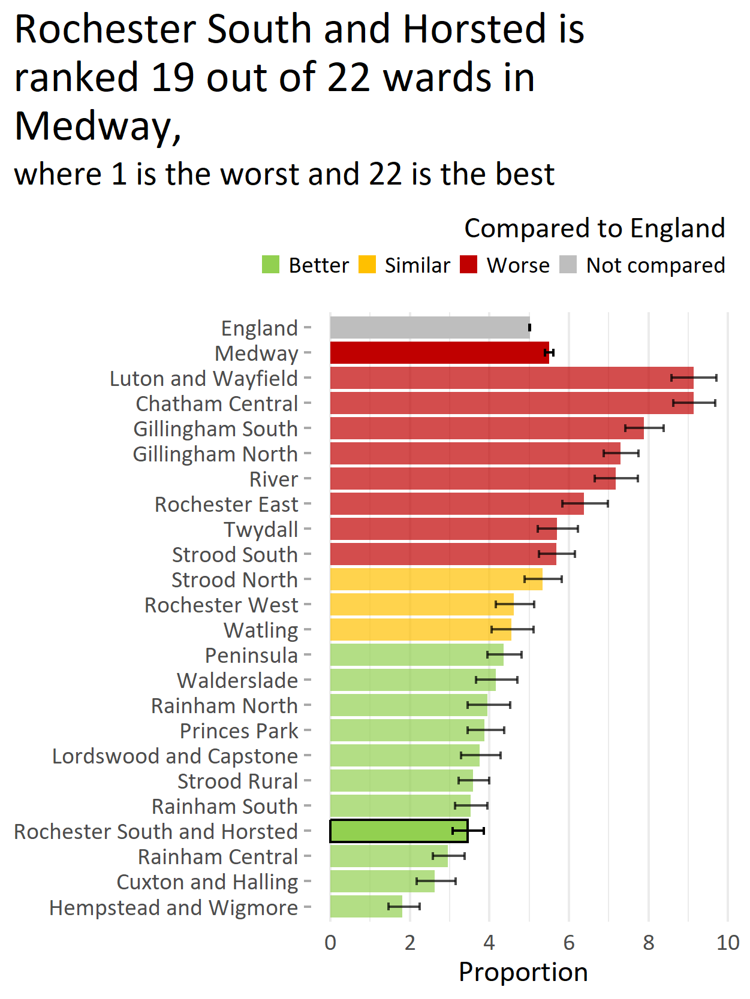 Rochester South and Horsted is
ranked 19 out of 22 wards in
Medway,
where 1 is the worst and 22 is the best
Compared to England
Better Similar Worse Not compared
England
Medway
Luton and Wayfield
Chatham Central
Gillingham South
Gillingham North
River
Rochester East
Twydall
Strood South
Strood North
Rochester West
Watling
Peninsula
Walderslade
Rainham North
Princes Park
Lordswood and Capstone
Strood Rural
Rainham South
Rochester South and Horsted
Rainham Central
Cuxton and Halling
Hempstead and Wigmore
0 2 4 6 8 10
Proportion